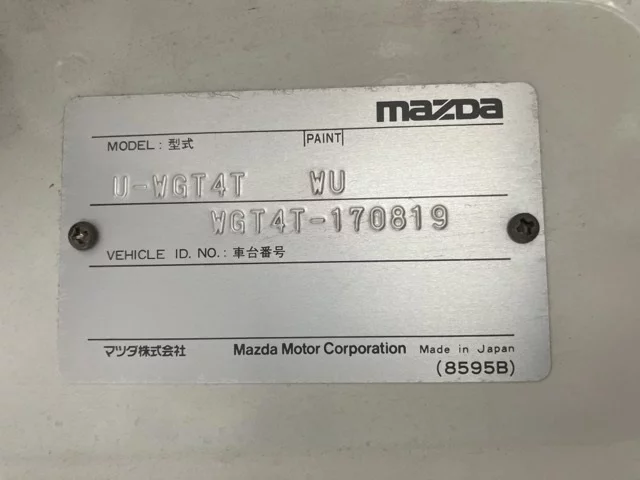 mazda
MODEL : 型式 PAINT
U-WGT4T WU
WGT4T-170819
VEHICLE ID. NO. : 車台番号
マツダ株式会社 Mazda Motor Corporation Made in Japan
(8595B)